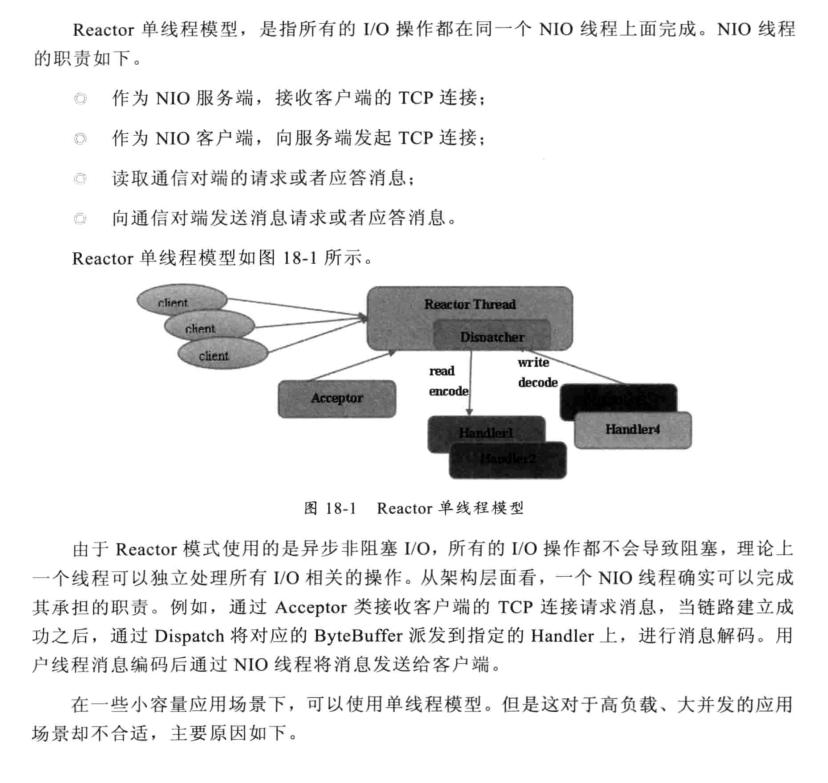 Reactor 单线程模型，是指所有的 I/O 操作都在同一个 NIO 线程上面完成。NIO 线程
的职责如下。
作为 NIO 服务端，接收客户端的 TCP 连接；
作为 NIO 客户端，向服务端发起 TCP 连接；
读取通信对端的请求或者应答消息；
向通信对端发送消息请求或者应答消息。
Reactor 单线程模型如图 18-1 所示。
client
client
client
Reactor Thread
Dispatcher
Acceptor
read
encode
write
decode
Handler1
Handler2
Handler4
图 18-1 Reactor 单线程模型
由于 Reactor 模式使用的是异步非阻塞 I/O，所有的 I/O 操作都不会导致阻塞，理论上
一个线程可以独立处理所有 I/O 相关的操作。从架构层面看，一个 NIO 线程确实可以完成
其承担的职责。例如，通过 Acceptor 类接收客户端的 TCP 连接请求消息，当链路建立成
功之后，通过 Dispatch 将对应的 ByteBuffer 派发到指定的 Handler 上，进行消息解码。用
户线程消息编码后通过 NIO 线程将消息发送给客户端。
在一些小容量应用场景下，可以使用单线程模型。但是这对于高负载、大并发的应用
场景却不合适，主要原因如下。